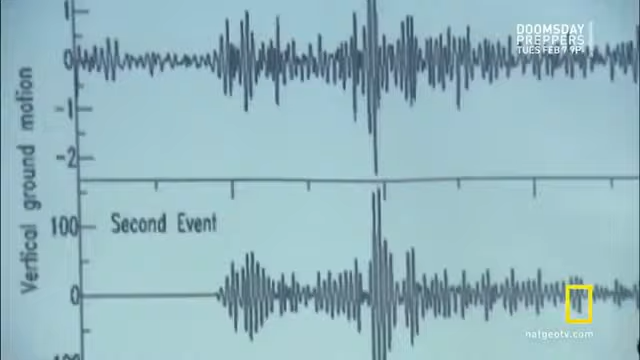 DOOMSDAY
PREPPERS
TUES FEB 7 9P
1
0
-1
-2
Vertical ground motion
Second Event
100
0
100
natgeotv.com